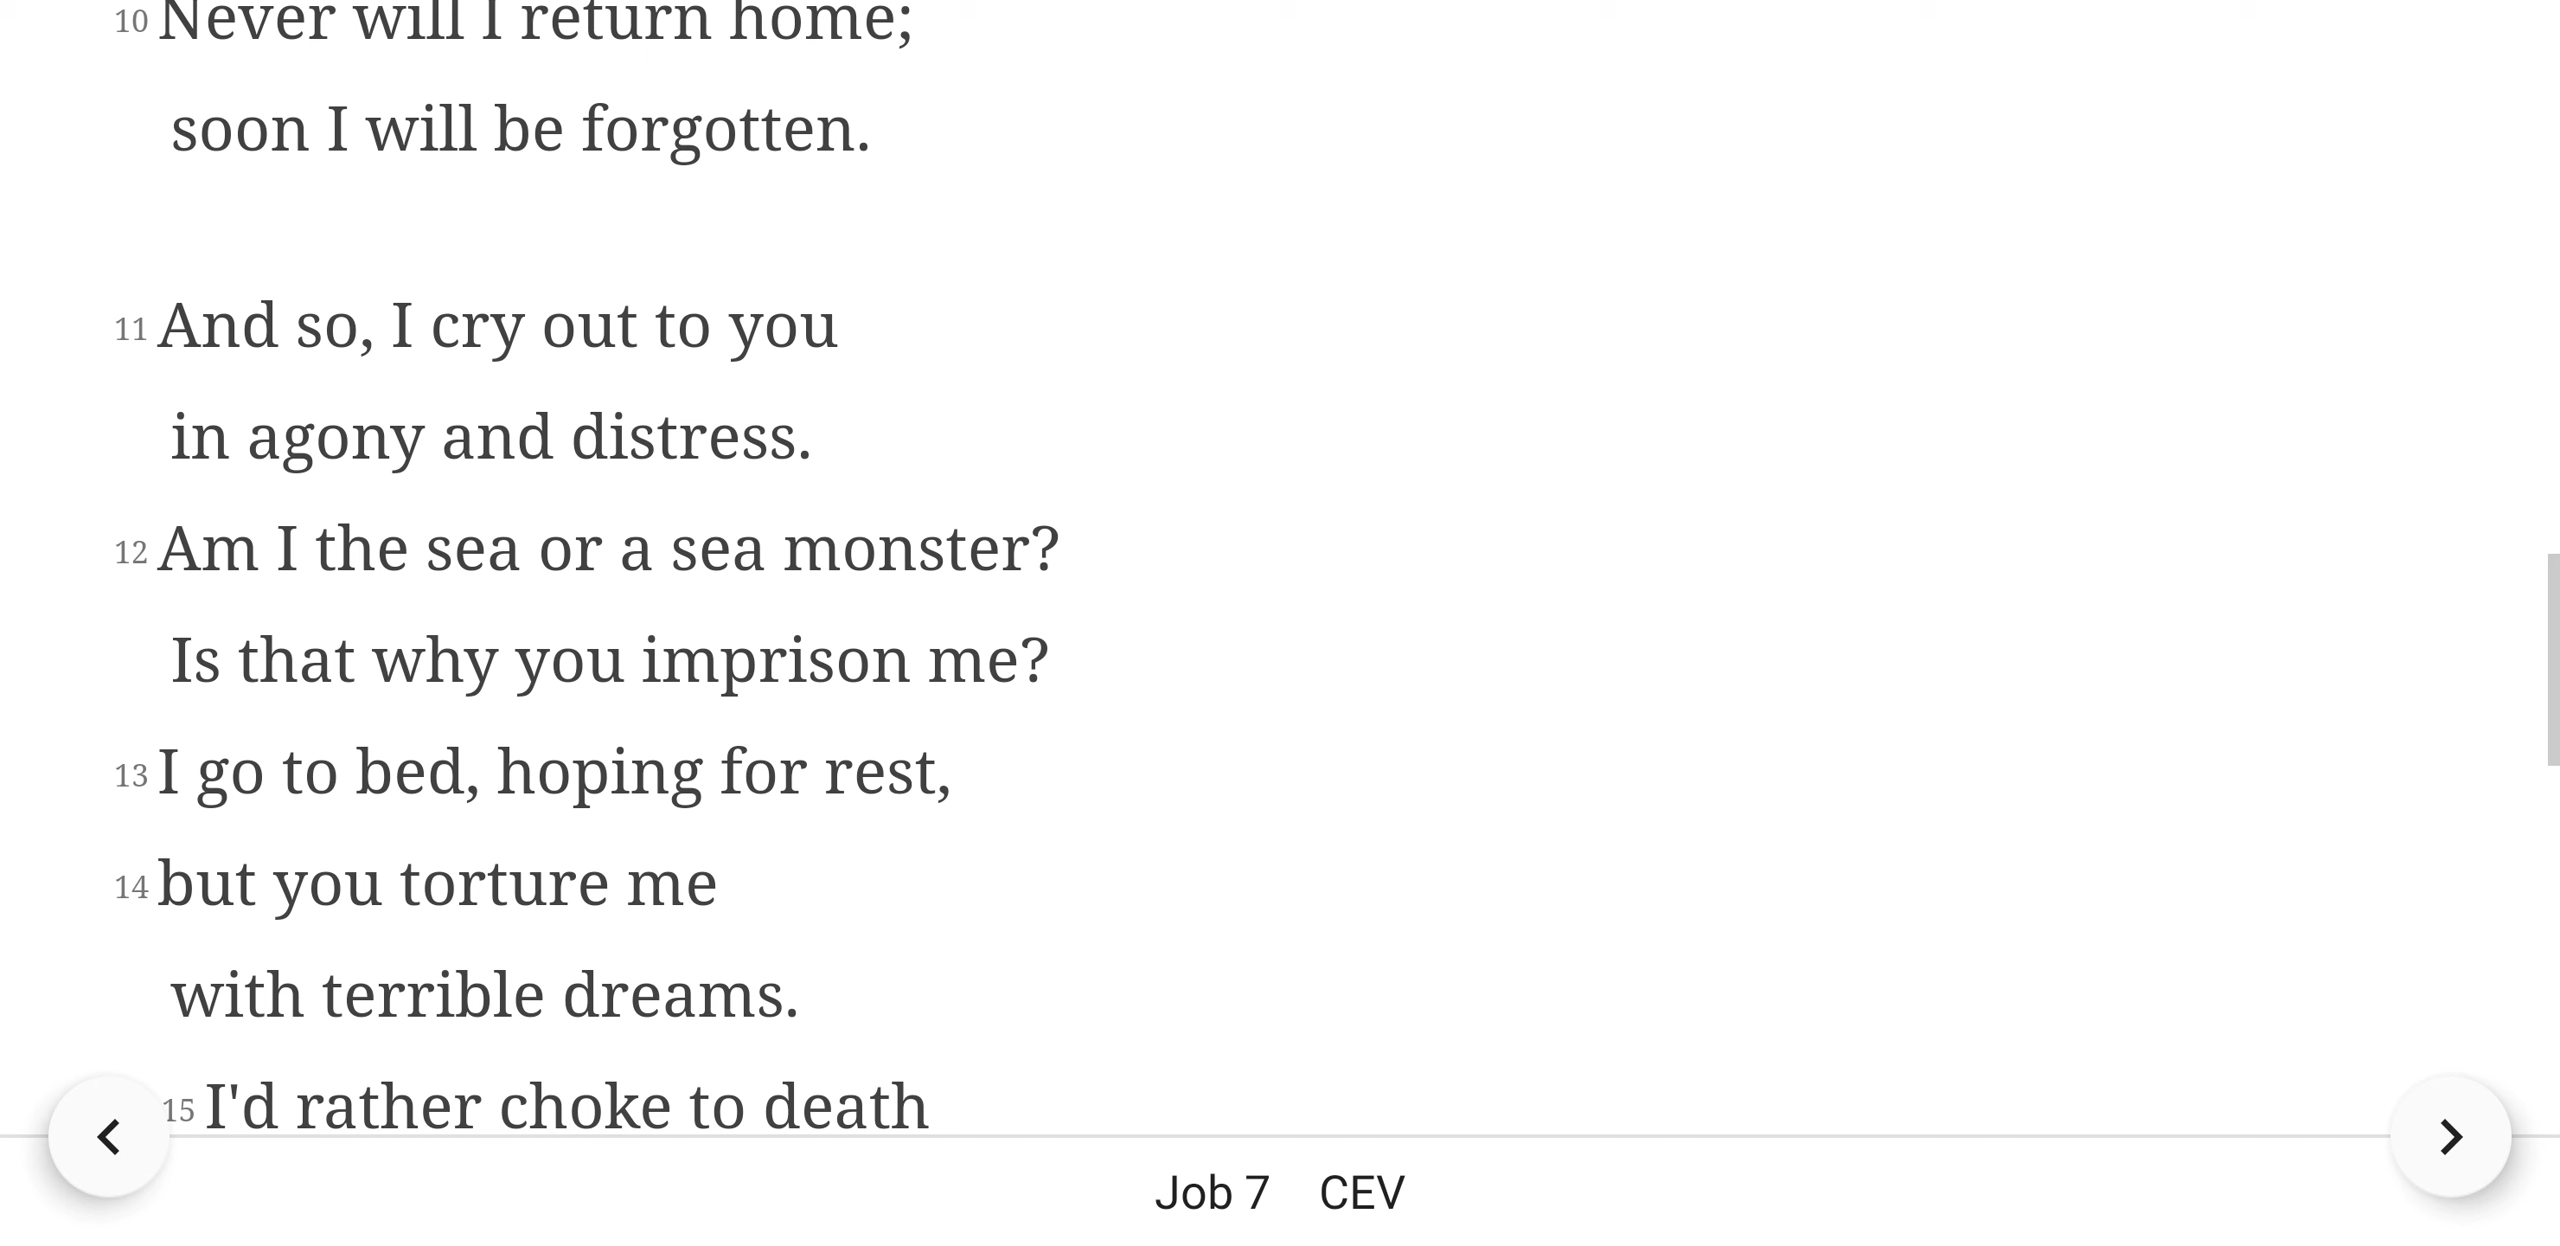 10 Never will I return home;
soon I will be forgotten.
11 And so, I cry out to you
in agony and distress.
12 Am I the sea or a sea monster?
Is that why you imprison me?
13 I go to bed, hoping for rest,
14 but you torture me
with terrible dreams.
15 I'd rather choke to death
Job 7 CEV